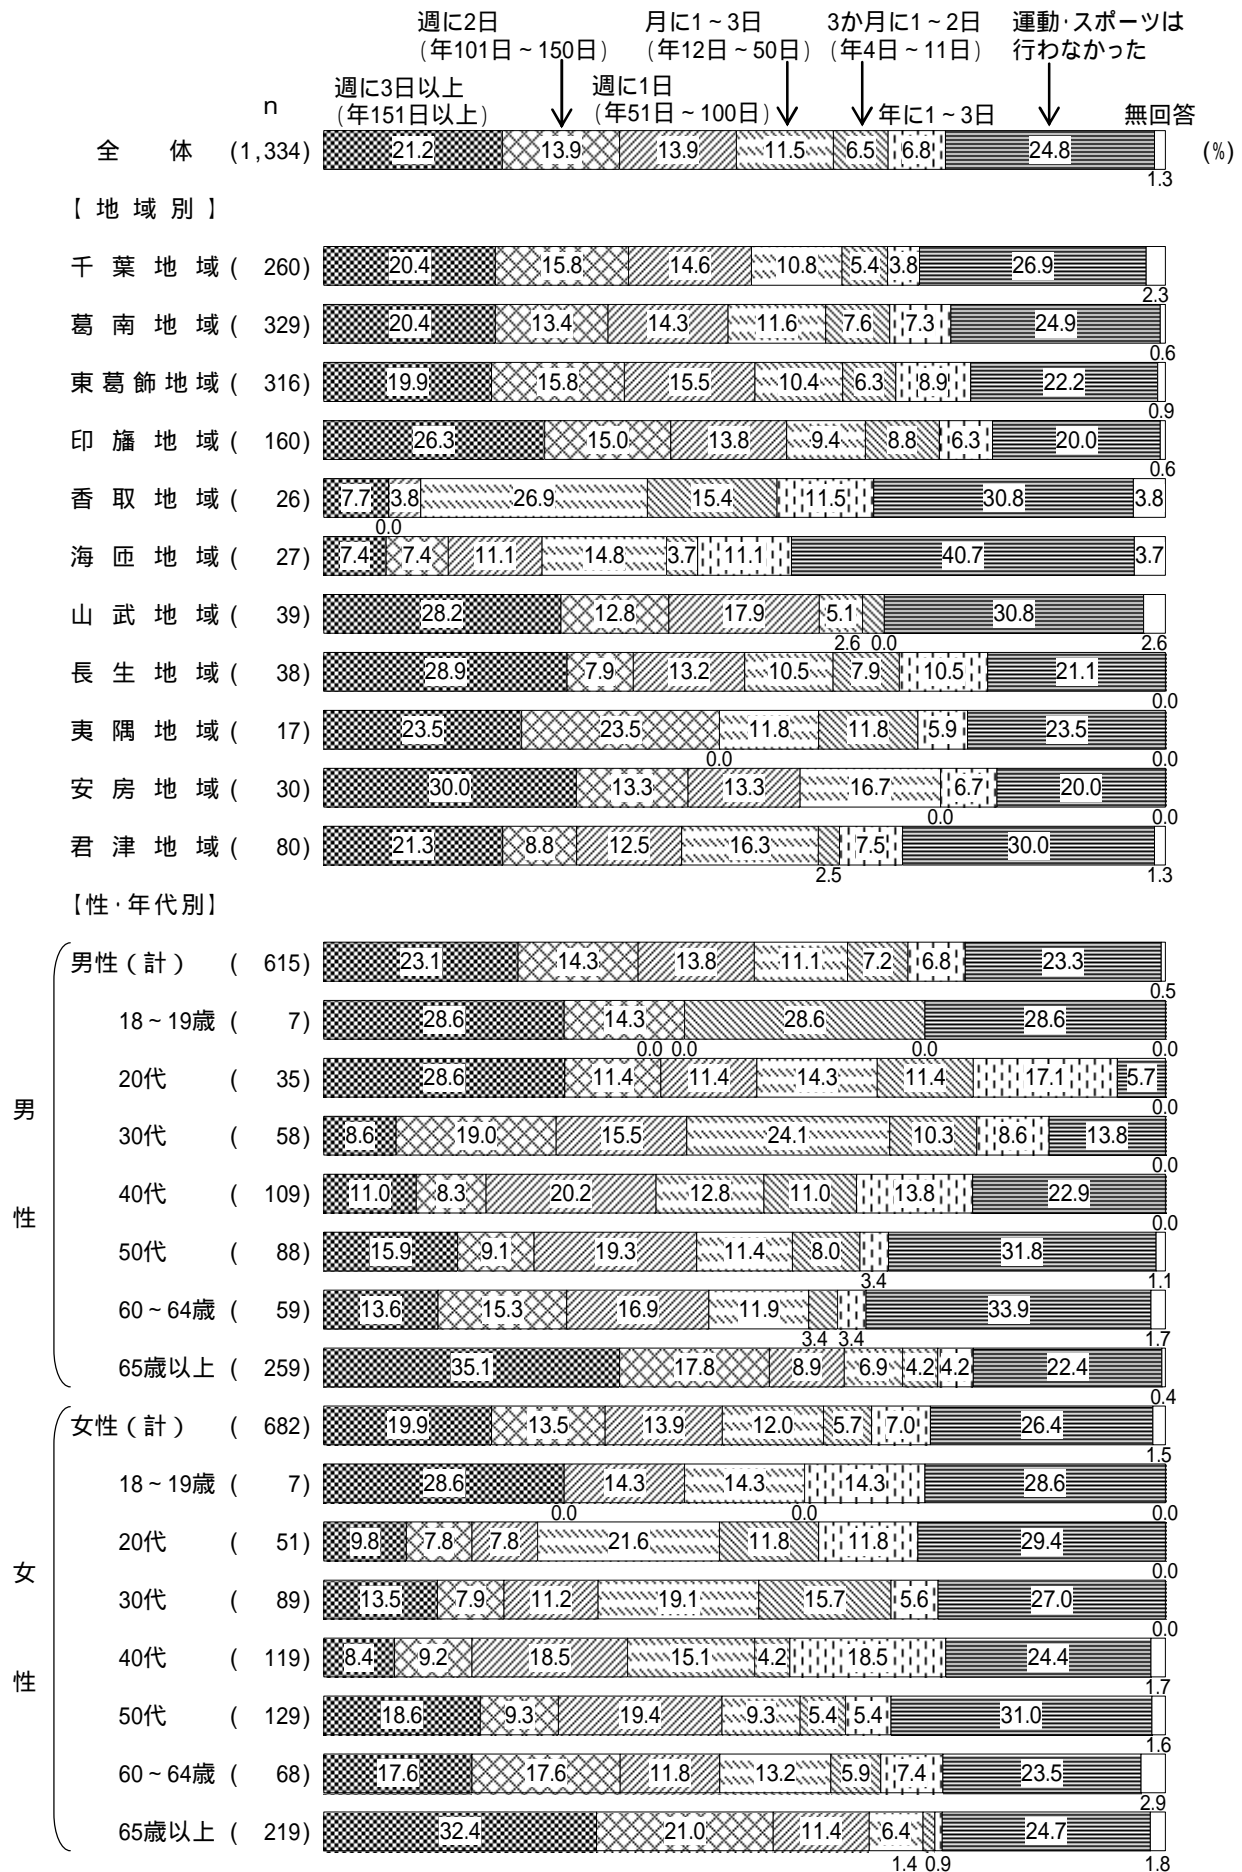 週に2日 月に1～3日 3か月に1～2日 運動・スポーツは
(年101日～150日) (年12日～50日) (年4日～11日) 行わなかった
週に3日以上 週に1日
n (年151日以上) (年51日～100日) 年に1～3日 無回答
全体 (1,334) 21.2 13.9 13.9 11.5 6.5 6.8 24.8 (%)
1.3
【地域別】
千葉地域 ( 260) 20.4 15.8 14.6 10.8 5.4 3.8 26.9
2.3
葛南地域 ( 329) 20.4 13.4 14.3 11.6 7.6 7.3 24.9
0.6
東葛飾地域 ( 316) 19.9 15.8 15.5 10.4 6.3 8.9 22.2
0.9
印旛地域 ( 160) 26.3 15.0 13.8 9.4 8.8 6.3 20.0
0.6
香取地域 ( 26) 7.7 3.8 26.9 15.4 11.5 30.8 3.8
0.0
海匝地域 ( 27) 7.4 7.4 11.1 14.8 3.7 11.1 40.7 3.7
山武地域 ( 39) 28.2 12.8 17.9 5.1 30.8
2.6 0.0 2.6
長生地域 ( 38) 28.9 7.9 13.2 10.5 7.9 10.5 21.1
0.0
夷隅地域 ( 17) 23.5 23.5 11.8 11.8 5.9 23.5
0.0 0.0
安房地域 ( 30) 30.0 13.3 13.3 16.7 6.7 20.0
0.0 0.0
君津地域 ( 80) 21.3 8.8 12.5 16.3 7.5 30.0
2.5 1.3
【性・年代別】
男性(計) ( 615) 23.1 14.3 13.8 11.1 7.2 6.8 23.3
0.5
18～19歳 ( 7) 28.6 14.3 28.6 28.6
0.0 0.0 0.0 0.0
20代 ( 35) 28.6 11.4 11.4 14.3 11.4 17.1 5.7
0.0
男
30代 ( 58) 8.6 19.0 15.5 24.1 10.3 8.6 13.8
0.0
40代 ( 109) 11.0 8.3 20.2 12.8 11.0 13.8 22.9
性 0.0
50代 ( 88) 15.9 9.1 19.3 11.4 8.0 31.8
3.4 1.1
60～64歳 ( 59) 13.6 15.3 16.9 11.9 33.9
3.4 3.4 1.7
65歳以上 ( 259) 35.1 17.8 8.9 6.9 4.2 4.2 22.4
0.4
女性(計) ( 682) 19.9 13.5 13.9 12.0 5.7 7.0 26.4
1.5
18～19歳 ( 7) 28.6 14.3 14.3 14.3 28.6
0.0 0.0 0.0
20代 ( 51) 9.8 7.8 7.8 21.6 11.8 11.8 29.4
女 0.0
30代 ( 89) 13.5 7.9 11.2 19.1 15.7 5.6 27.0
0.0
40代 ( 119) 8.4 9.2 18.5 15.1 4.2 18.5 24.4
性 1.7
50代 ( 129) 18.6 9.3 19.4 9.3 5.4 5.4 31.0
1.6
60～64歳 ( 68) 17.6 17.6 11.8 13.2 5.9 7.4 23.5
2.9
65歳以上 ( 219) 32.4 21.0 11.4 6.4 24.7
1.4 0.9 1.8